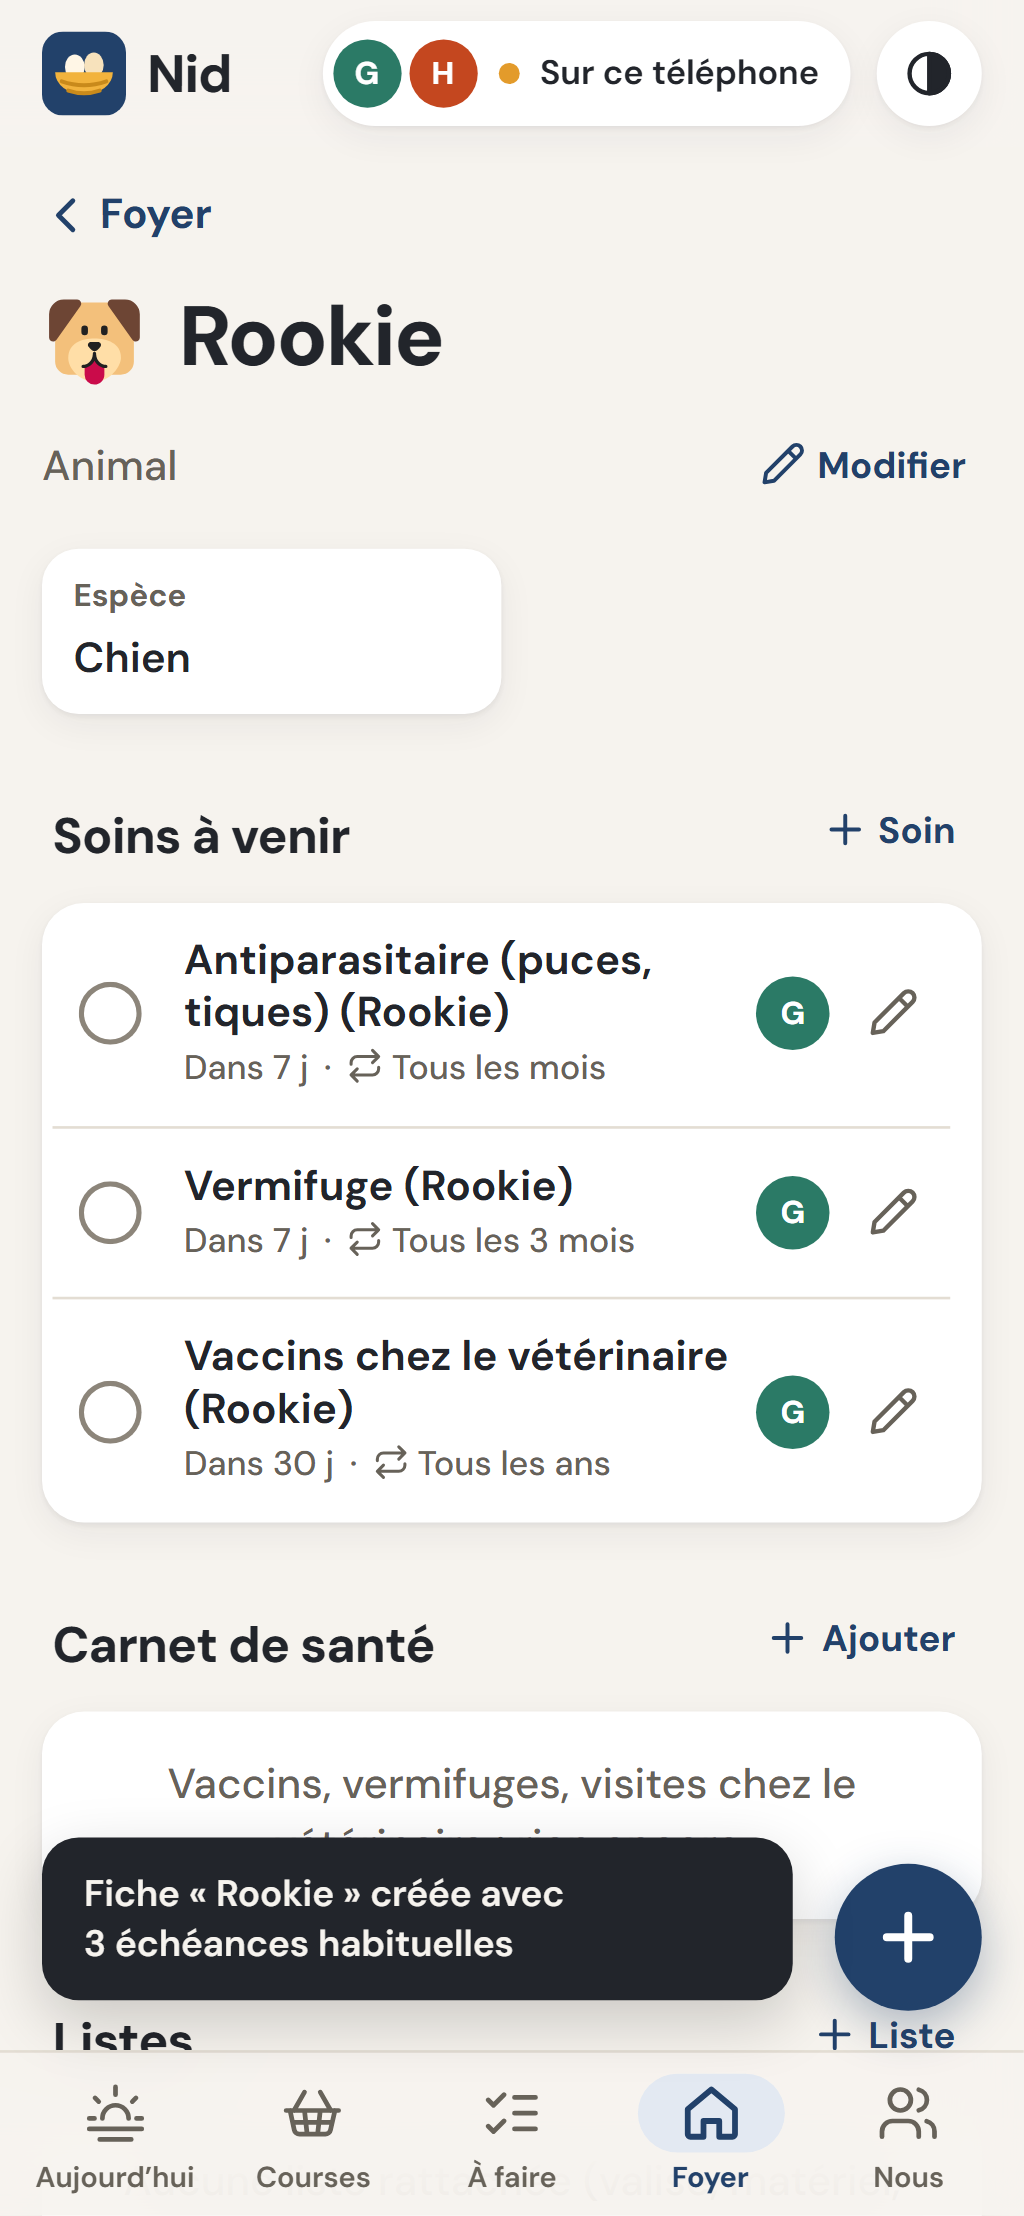 Nid
G H Sur ce téléphone
Foyer
Rookie
Animal
Modifier
Espèce
Chien
Soins à venir
+ Soin
Antiparasitaire (puces,
tiques) (Rookie)
Dans 7 j · Tous les mois
G
Vermifuge (Rookie)
Dans 7 j · Tous les 3 mois
G
Vaccins chez le vétérinaire
(Rookie)
Dans 30 j · Tous les ans
G
Carnet de santé
+ Ajouter
Vaccins, vermifuges, visites chez le
Fiche « Rookie » créée avec
3 échéances habituelles
Listes
+ Liste
Aujourd’hui
Courses
À faire
Foyer
Nous